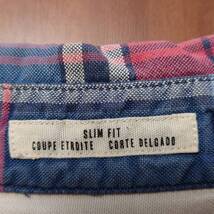 SLIM FIT
COUPE ETROITE CORTE DELGADO